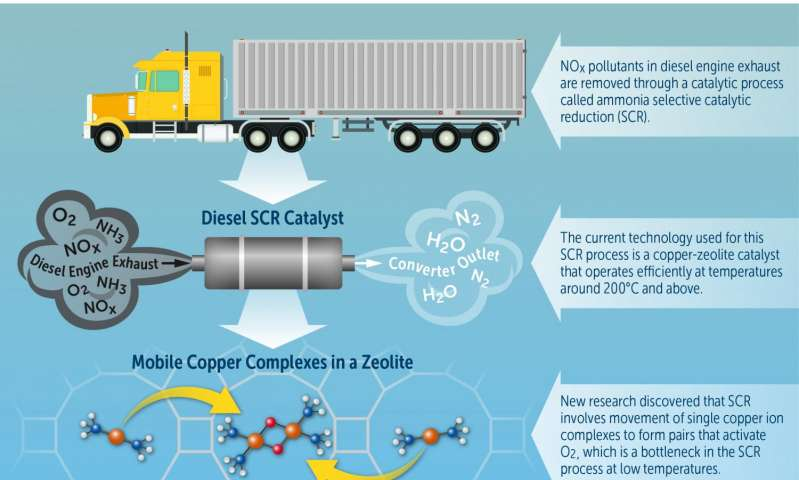 NOx pollutants in diesel engine exhaust
are removed through a catalytic process
called ammonia selective catalytic
reduction (SCR).
Diesel SCR Catalyst
O2
NH3
NOx
Diesel Engine Exhaust
O2
NH3
NOx
N2
H2O
Converter Outlet
N2
H2O
The current technology used for this
SCR process is a copper-zeolite catalyst
that operates efficiently at temperatures
around 200°C and above.
Mobile Copper Complexes in a Zeolite
New research discovered that SCR
involves movement of single copper ion
complexes to form pairs that activate
O2, which is a bottleneck in the SCR
process at low temperatures.